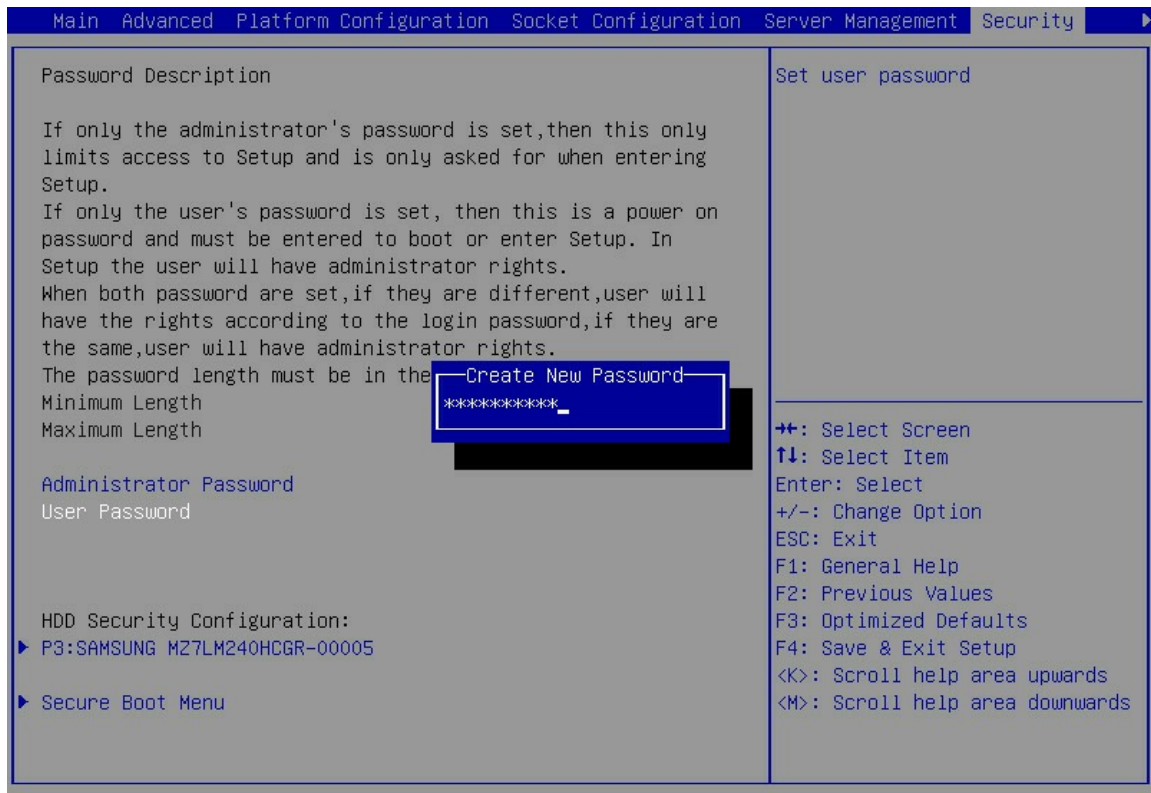 Main Advanced Platform Configuration Socket Configuration Server Management Security
Password Description
If only the administrator's password is set,then this only
limits access to Setup and is only asked for when entering
Setup.
If only the user's password is set, then this is a power on
password and must be entered to boot or enter Setup. In
Setup the user will have administrator rights.
When both password are set,if they are different,user will
have the rights according to the login password,if they are
the same,user will have administrator rights.
The password length must be in the
Minimum Length
Maximum Length
Create New Password
**********_
Administrator Password
User Password
HDD Security Configuration:
P3:SAMSUNG MZ7LM240HCGR-00005
Secure Boot Menu
Set user password
→←: Select Screen
↑↓: Select Item
Enter: Select
+/-: Change Option
ESC: Exit
F1: General Help
F2: Previous Values
F3: Optimized Defaults
F4: Save & Exit Setup
<K>: Scroll help area upwards
<M>: Scroll help area downwards